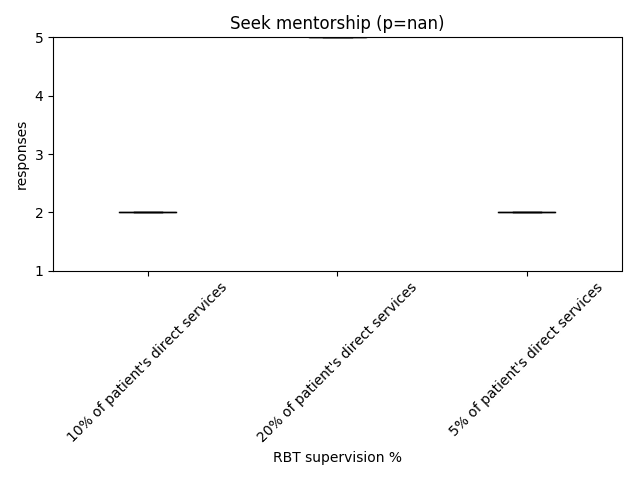 Seek mentorship (p=nan)
responses
5
4
3
2
1
10% of patient's direct services
20% of patient's direct services
5% of patient's direct services
RBT supervision %